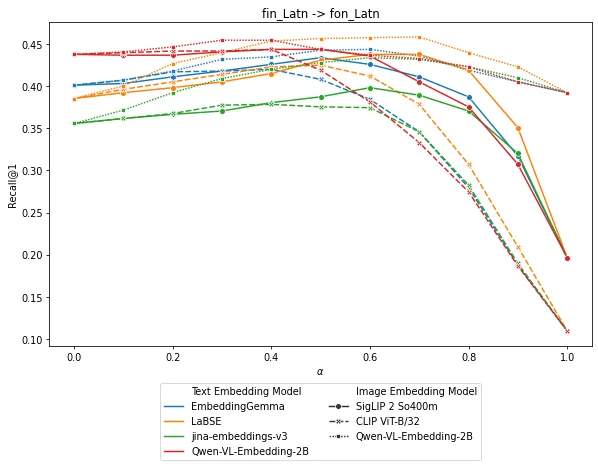 fin_Latn -> fon_Latn
Recall@1
0.45
0.40
0.35
0.30
0.25
0.20
0.15
0.10
0.0 0.2 0.4 0.6 0.8 1.0
α
Text Embedding Model Image Embedding Model
EmbeddingGemma SigLIP 2 So400m
LaBSE CLIP ViT-B/32
jina-embeddings-v3 Qwen-VL-Embedding-2B
Qwen-VL-Embedding-2B